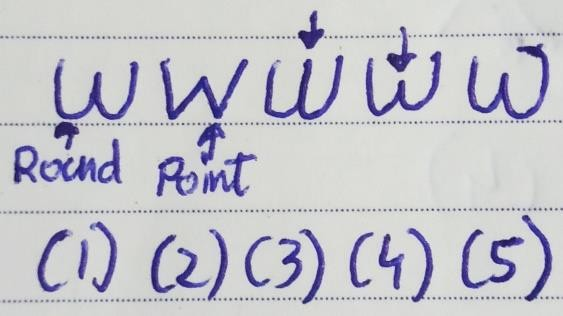 W W W W W
Round Point
(1) (2) (3) (4) (5)